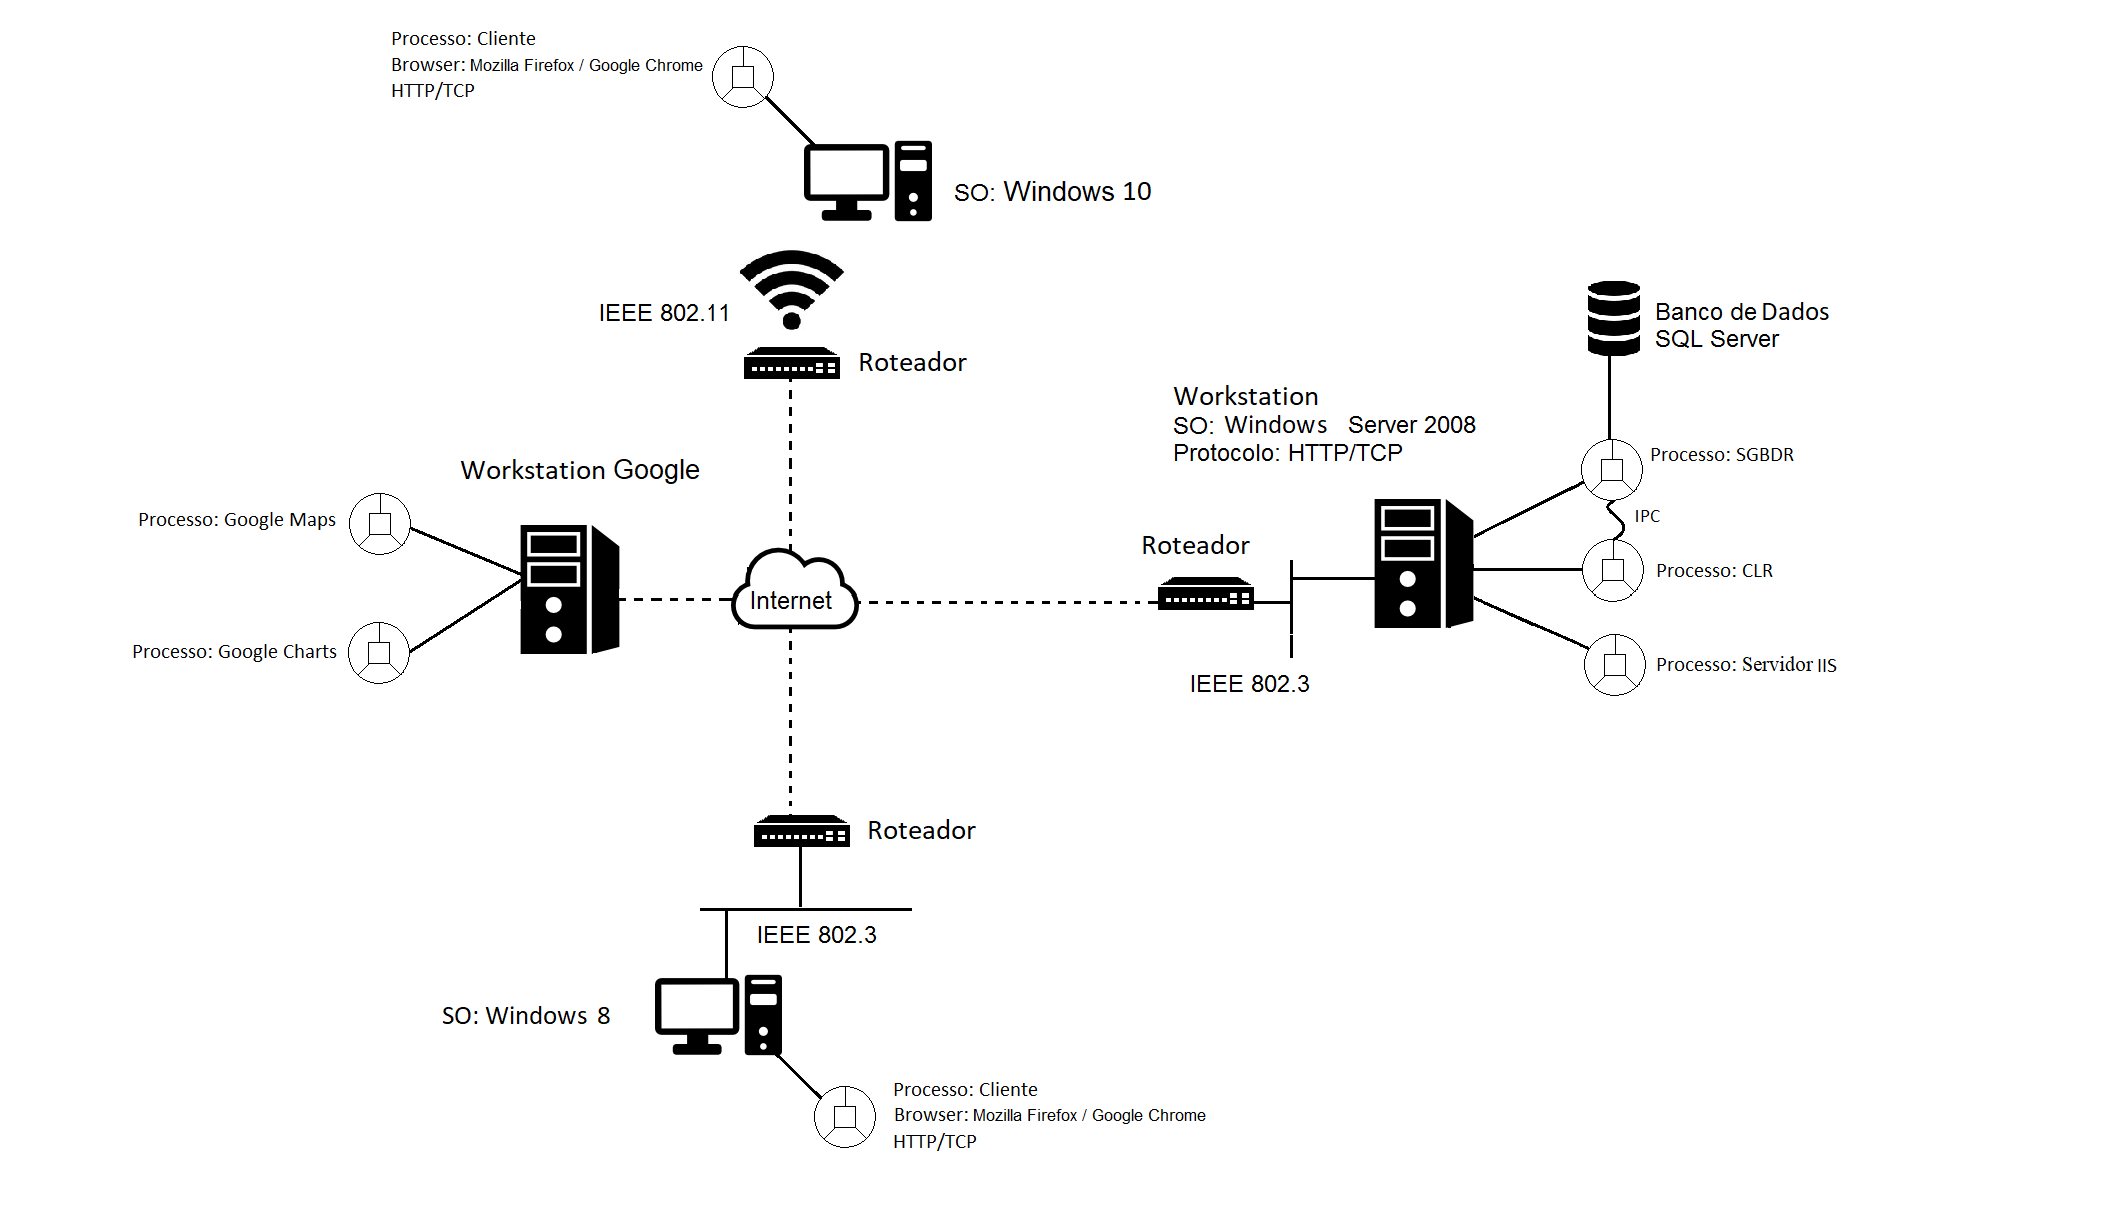 Processo: Cliente
Browser: Mozilla Firefox / Google Chrome
HTTP/TCP
SO: Windows 10
IEEE 802.11
Roteador
Banco de Dados
SQL Server
Workstation
SO: Windows Server 2008
Protocolo: HTTP/TCP
Processo: SGBDR
Workstation Google
Processo: Google Maps
IPC
Roteador
Processo: CLR
Internet
Processo: Google Charts
Processo: Servidor IIS
IEEE 802.3
Roteador
IEEE 802.3
SO: Windows 8
Processo: Cliente
Browser: Mozilla Firefox / Google Chrome
HTTP/TCP